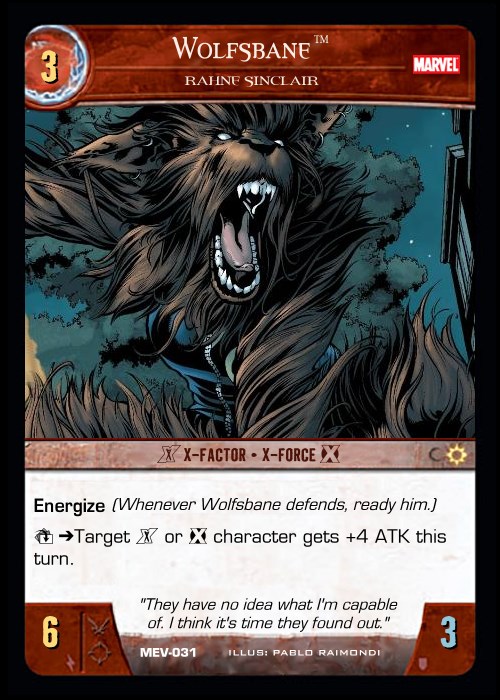 3
WOLFSBANE™
MARVEL
RAHNE SINCLAIR
X-FACTOR • X-FORCE
C
Energize (Whenever Wolfsbane defends, ready him.)
➔Target X or X character gets +4 ATK this
turn.
"They have no idea what I'm capable
of. I think it's time they found out."
6
3
MEV-031 ILLUS: PABLO RAIMONDI